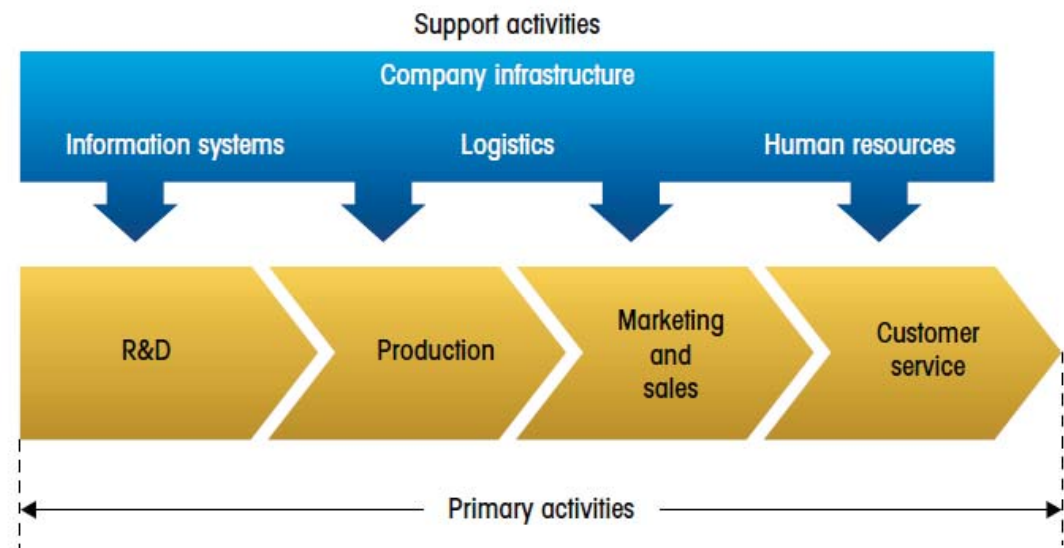 Support activities
Company infrastructure
Information systems
Logistics
Human resources
R&D
Production
Marketing
and
sales
Customer
service
Primary activities